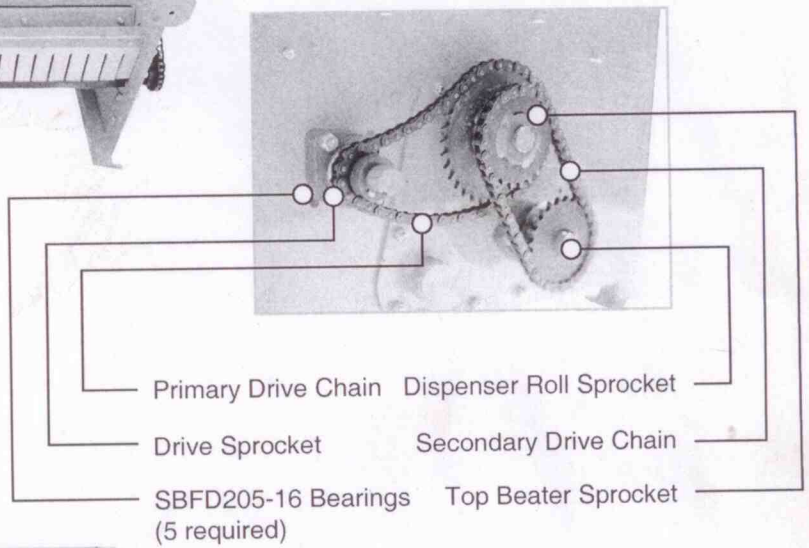 Primary Drive Chain
Dispenser Roll Sprocket
Drive Sprocket
Secondary Drive Chain
SBFD205-16 Bearings
(5 required)
Top Beater Sprocket